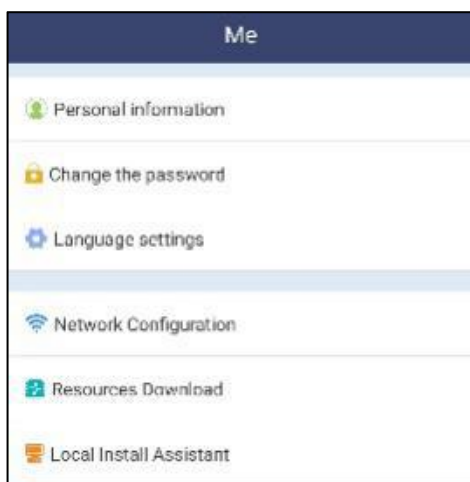 Me
Personal information
Change the password
Language settings
Network Configuration
Resources Download
Local Install Assistant